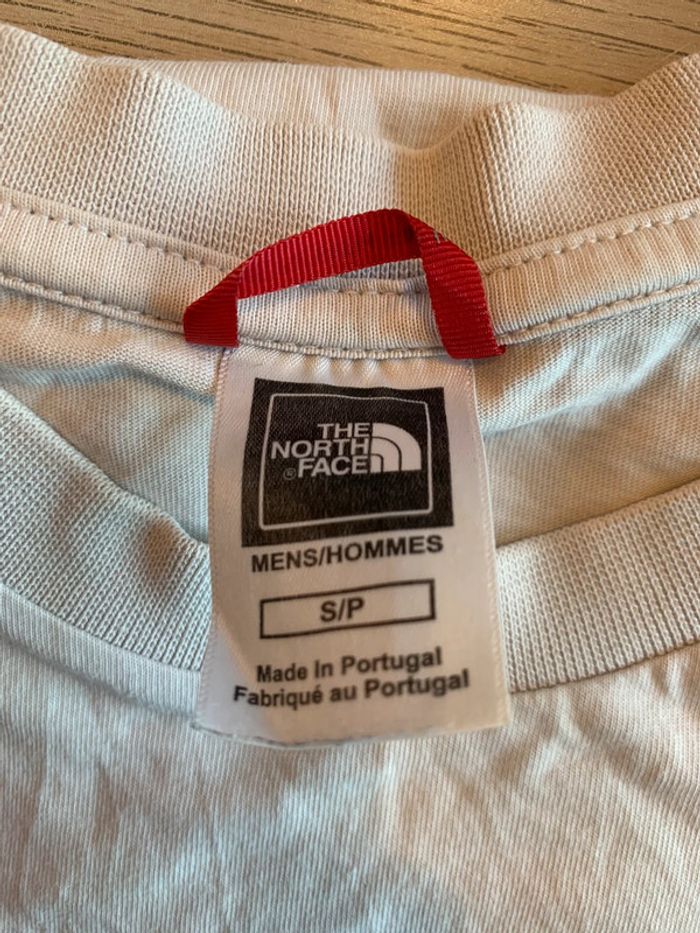 THE
NORTH
® FACE
MENS/HOMMES
S/P
Made In Portugal
Fabriqué au Portugal